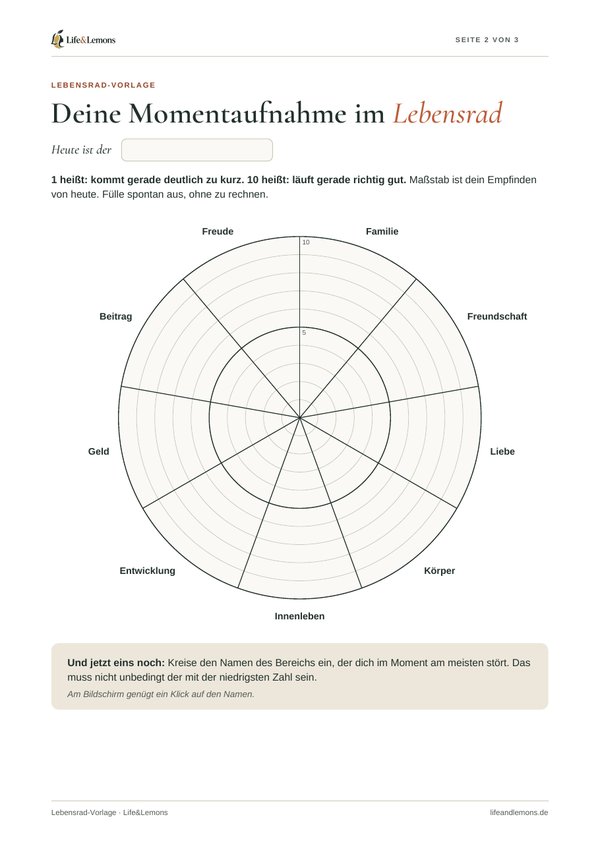 Life&Lemons
SEITE 2 VON 3
LEBENSRAD-VORLAGE
Deine Momentaufnahme im Lebensrad
Heute ist der
1 heißt: kommt gerade deutlich zu kurz. 10 heißt: läuft gerade richtig gut. Maßstab ist dein Empfinden
von heute. Fülle spontan aus, ohne zu rechnen.
Freude
Familie
10
Beitrag
Freundschaft
5
Geld
Liebe
Entwicklung
Körper
Innenleben
Und jetzt eins noch: Kreise den Namen des Bereichs ein, der dich im Moment am meisten stört. Das
muss nicht unbedingt der mit der niedrigsten Zahl sein.
Am Bildschirm genügt ein Klick auf den Namen.
Lebensrad-Vorlage · Life&Lemons
lifeandlemons.de